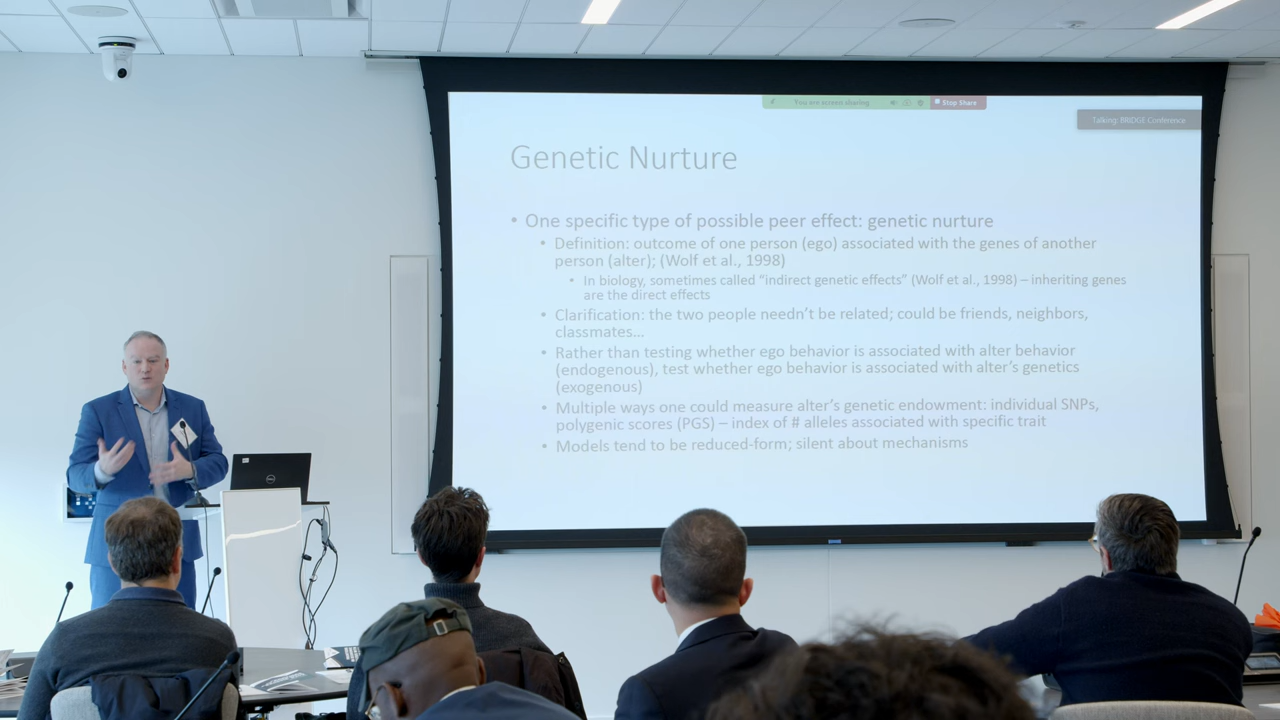 You are screen sharing
Stop Share
Talking: BRIDGE Conference
Genetic Nurture
• One specific type of possible peer effect: genetic nurture
• Definition: outcome of one person (ego) associated with the genes of another
person (alter); (Wolf et al., 1998)
• In biology, sometimes called “indirect genetic effects” (Wolf et al., 1998) – inheriting genes
are the direct effects
• Clarification: the two people needn’t be related; could be friends, neighbors,
classmates…
• Rather than testing whether ego behavior is associated with alter behavior
(endogenous), test whether ego behavior is associated with alter’s genetics
(exogenous)
• Multiple ways one could measure alter’s genetic endowment: individual SNPs,
polygenic scores (PGS) – index of # alleles associated with specific trait
• Models tend to be reduced-form; silent about mechanisms
DELL